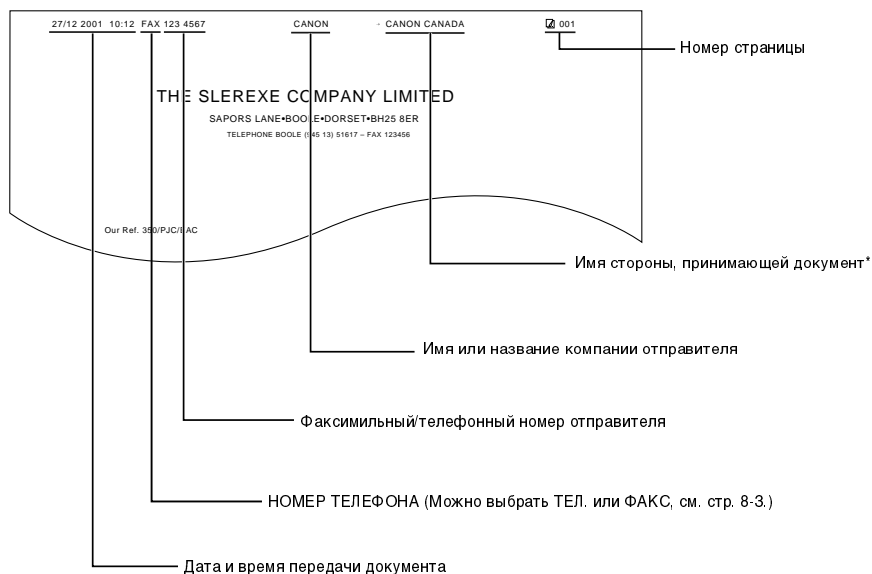 27/12 2001 10:12 FAX 123 4567 CANON - CANON CANADA 001
Номер страницы
THE SLEREXE COMPANY LIMITED
SAPORS LANE•BOOLE•DORSET•BH25 8ER
TELEPHONE BOOLE (945 13) 51617 – FAX 123456
Our Ref. 350/PJC/EAC
Имя стороны, принимающей документ*
Имя или название компании отправителя
Факсимильный/телефонный номер отправителя
НОМЕР ТЕЛЕФОНА (Можно выбрать ТЕЛ. или ФАКС, см. стр. 8-3.)
Дата и время передачи документа